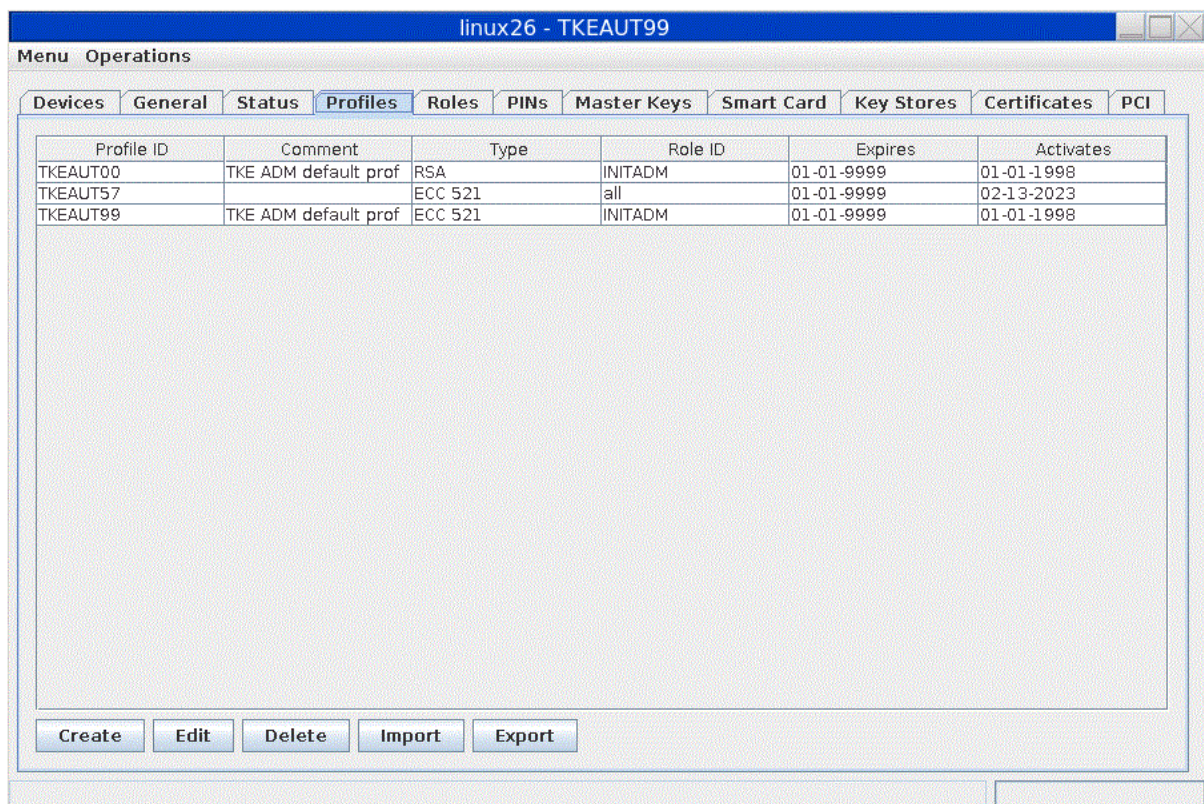 linux26 - TKEAUT99
Menu Operations
Devices General Status Profiles Roles PINs Master Keys Smart Card Key Stores Certificates PCI
Profile ID Comment Type Role ID Expires Activates
TKEAUT00 TKE ADM default prof RSA INITADM 01-01-9999 01-01-1998
TKEAUT57 ECC 521 all 01-01-9999 02-13-2023
TKEAUT99 TKE ADM default prof ECC 521 INITADM 01-01-9999 01-01-1998
Create Edit Delete Import Export